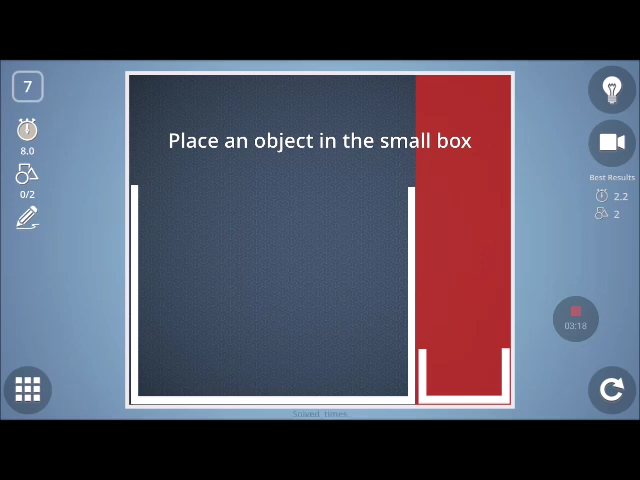 7
Place an object in the small box
8.0
0/2
Best Results
2.2
2
03:18
Solved times